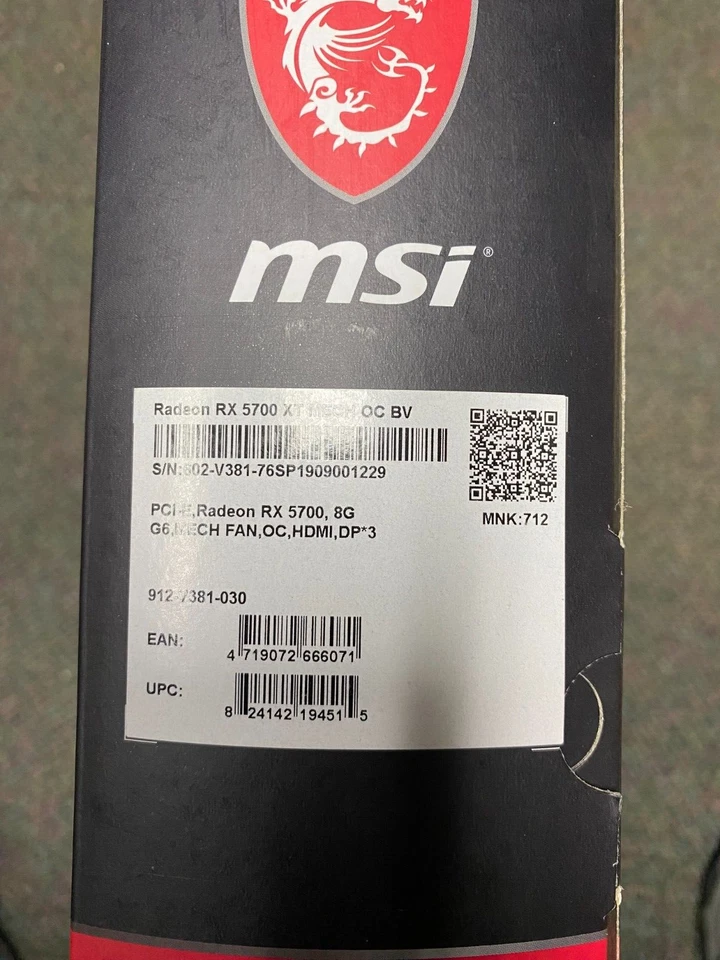 msi®
Radeon RX 5700 XT MECH OC BV
S/N:602-V381-76SP1909001229
PCI-E,Radeon RX 5700, 8G
G6,MECH FAN,OC,HDMI,DP*3
MNK:712
912-V381-030
EAN:
4 719072 666071
UPC:
8 24142 19451 5